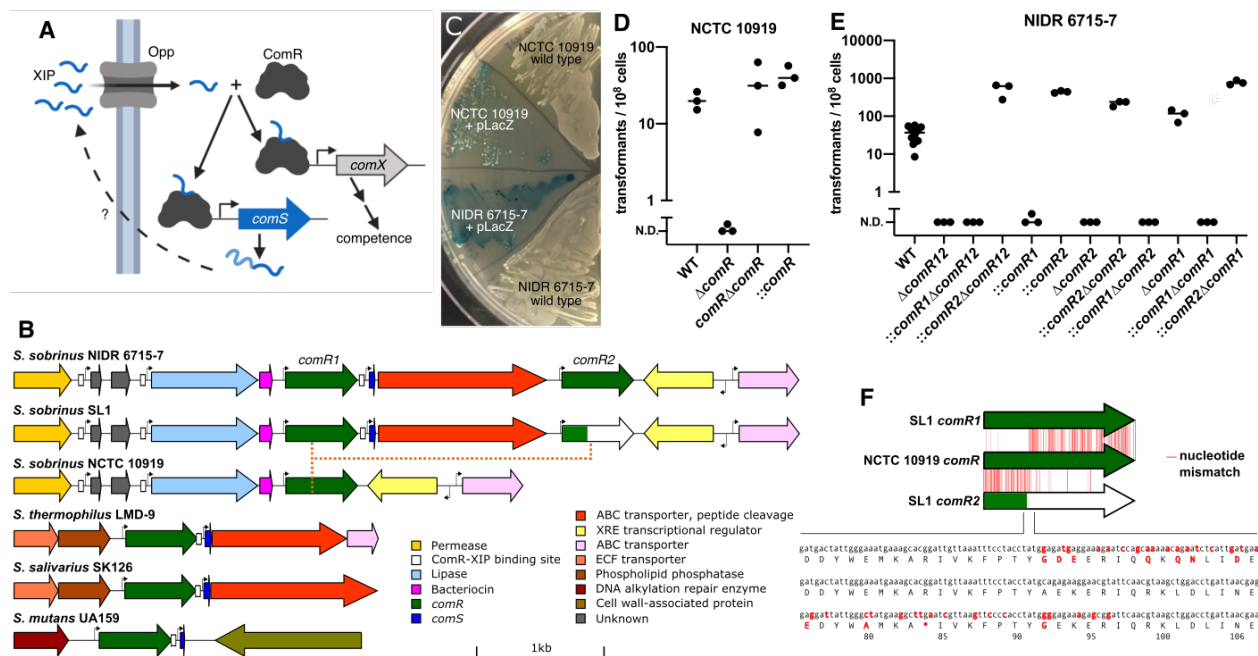 A
Opp
XIP
ComR
+
comX
?
comS
competence
C
NCTC 10919
wild type
NCTC 10919
+ pLacZ
NIDR 6715-7
+ pLacZ
NIDR 6715-7
wild type
D
NCTC 10919
transformants / 10⁸ cells
100
10
1
N.D.
WT
ΔcomR
comRΔcomR
::comR
E
NIDR 6715-7
transformants / 10⁸ cells
10000
1000
100
10
1
N.D.
WT
ΔcomR12
::comR1ΔcomR12
::comR2ΔcomR12
::comR1
::comR2
ΔcomR2
::comR2ΔcomR2
::comR1ΔcomR2
ΔcomR1
::comR1ΔcomR1
::comR2ΔcomR1
B
S. sobrinus NIDR 6715-7
comR1
comR2
S. sobrinus SL1
S. sobrinus NCTC 10919
S. thermophilus LMD-9
S. salivarius SK126
S. mutans UA159
Permease
ComR-XIP binding site
Lipase
Bacteriocin
comR
comS
ABC transporter, peptide cleavage
XRE transcriptional regulator
ABC transporter
ECF transporter
Phospholipid phosphatase
DNA alkylation repair enzyme
Cell wall-associated protein
Unknown
1kb
F
SL1 comR1
NCTC 10919 comR
SL1 comR2
nucleotide
mismatch
gatgactattgggaaatgaaagcacggattgttaaatttcctacctatggagatgaggaaagaatccagcaaaaacagaatctcattgatgaa
D D Y W E M K A R I V K F P T Y G D E E R I Q Q K Q N L I D E
gatgactattgggaaatgaaagcacggattgttaaatttcctacctatgcagagaaggaacgaattcaacgtaagctggacctgattaacgaa
D D Y W E M K A R I V K F P T Y A E K E R I Q R K L D L I N E
gaggattattgggctatgaaggcttgaatcgttaagttccccacctatggggagaaagagcggattcaacgtaagctggacctgattaacgaa
E D Y W A M K A * I V K F P T Y G E K E R I Q R K L D L I N E
80 85 90 95 100 106